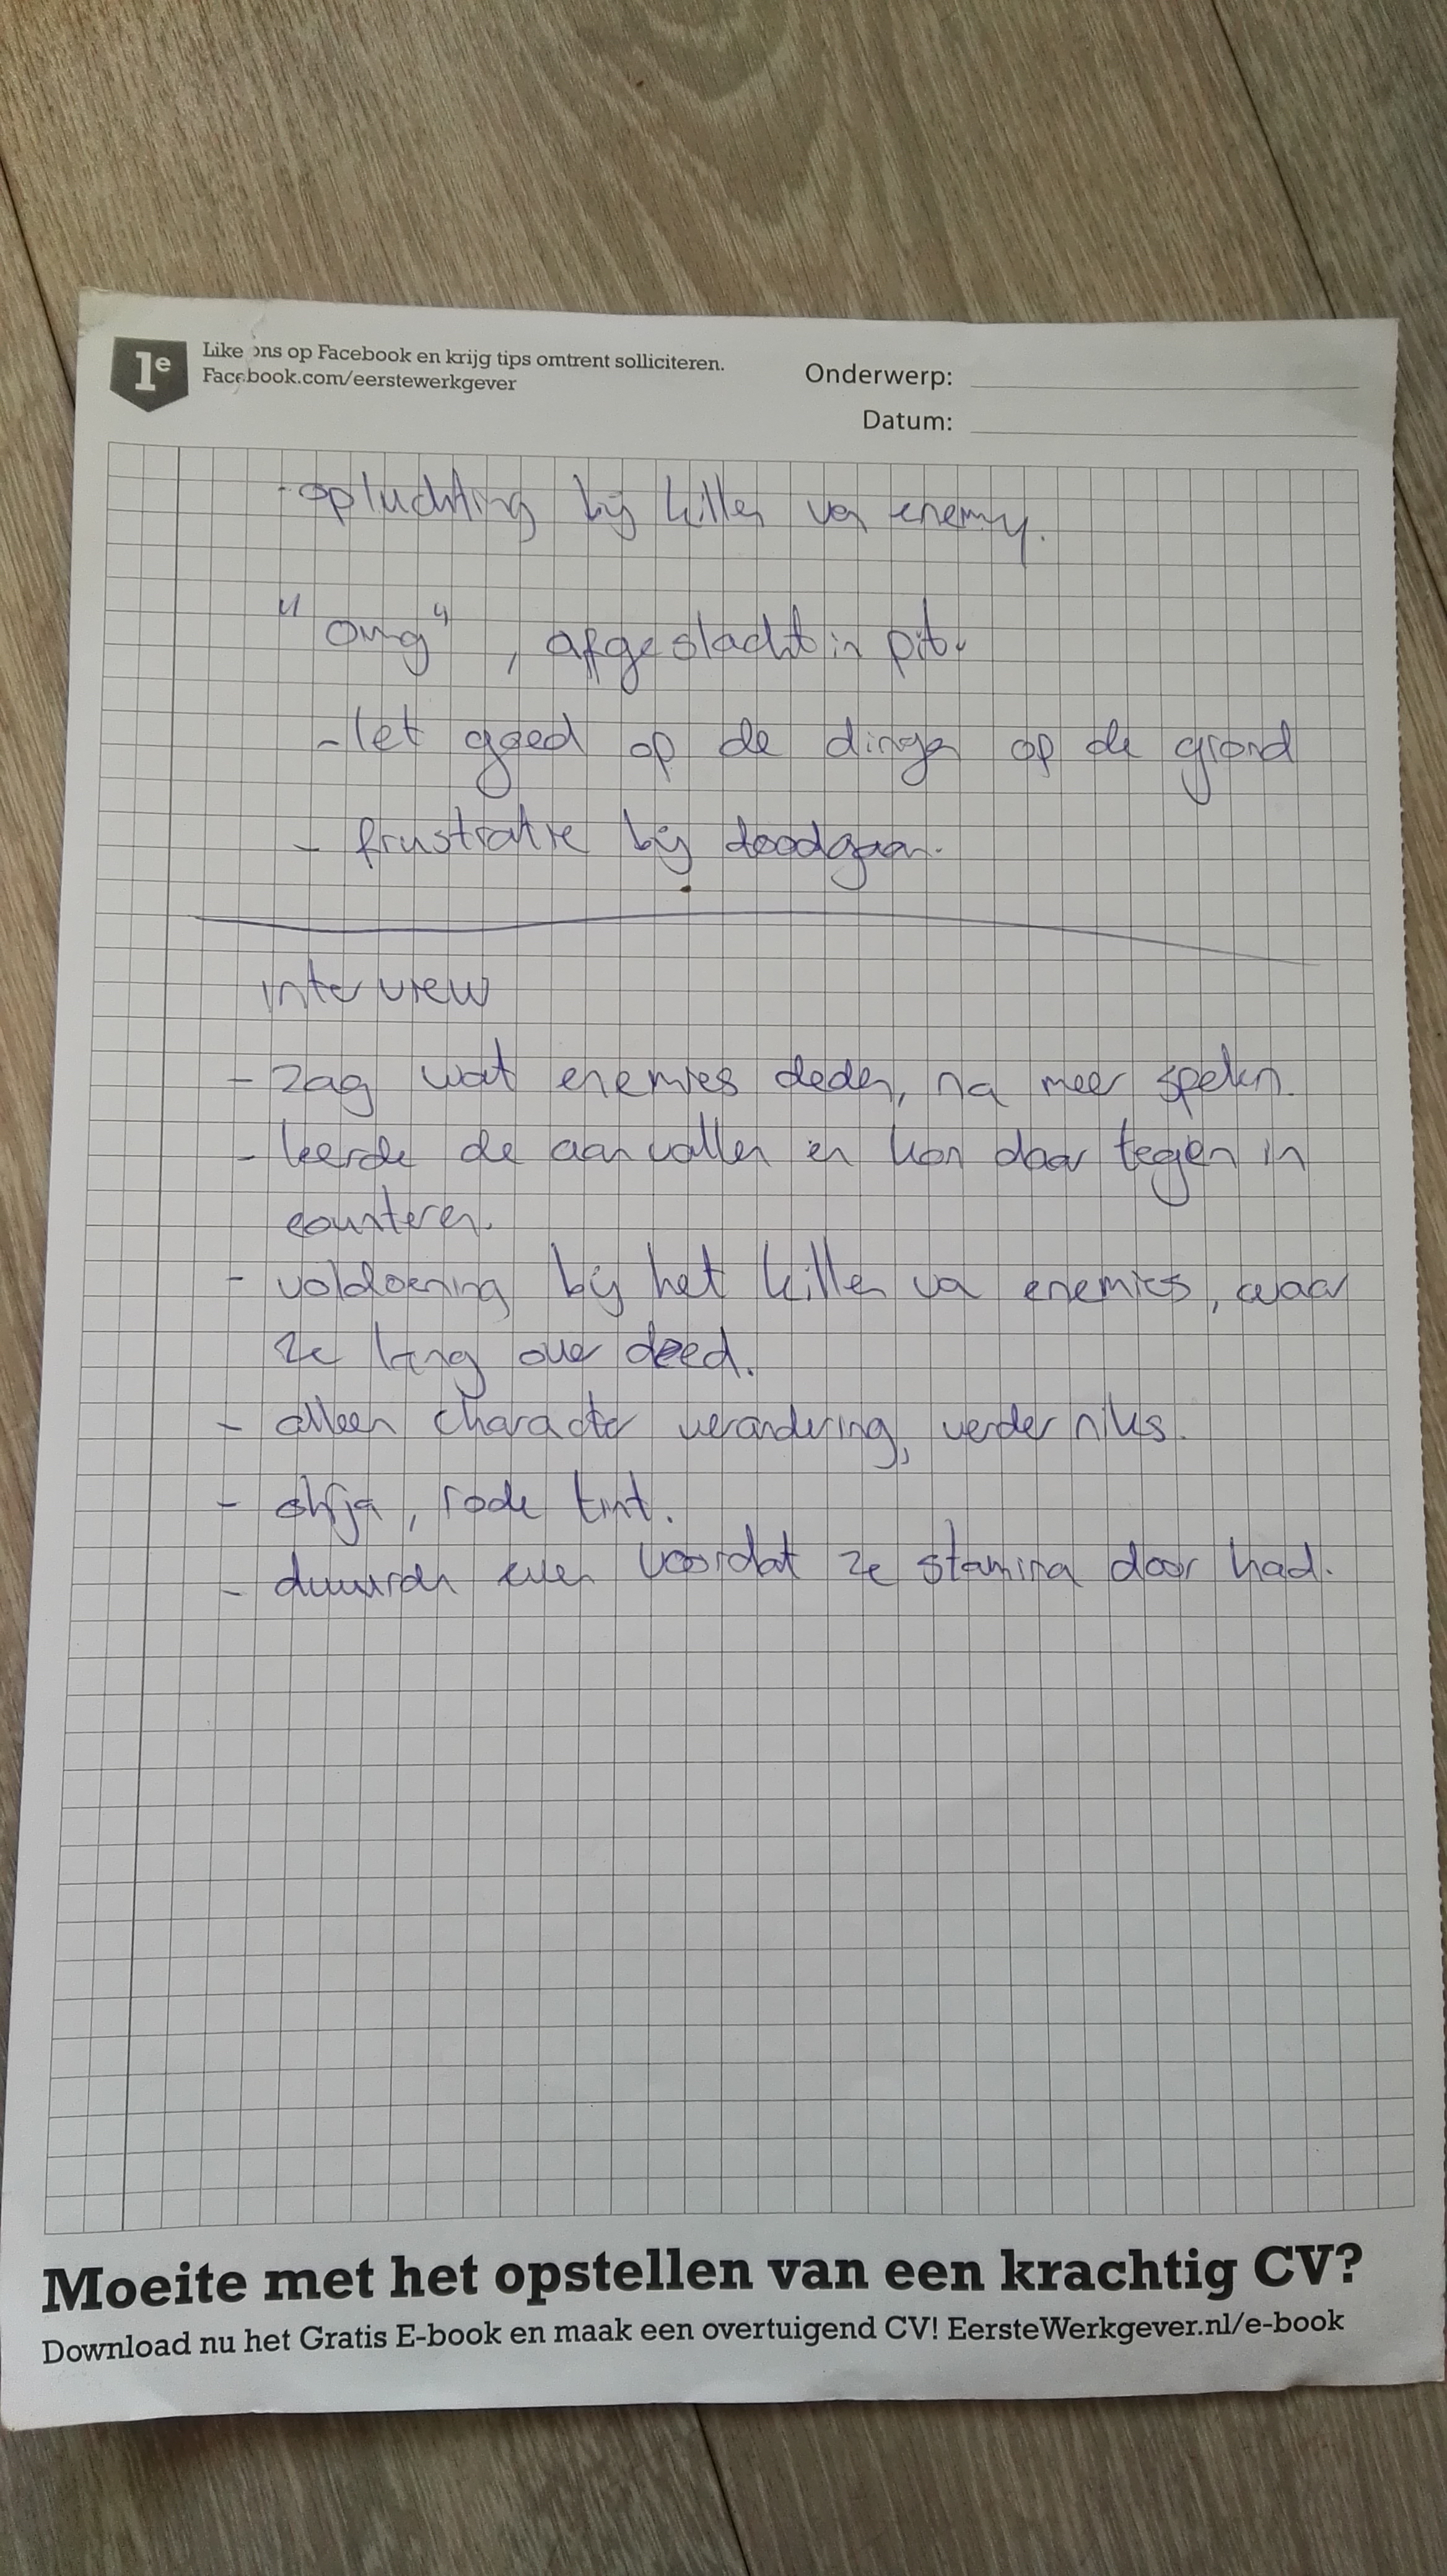 1e
Like ons op Facebook en krijg tips omtrent solliciteren.
Facebook.com/eerstewerkgever
Onderwerp:
Datum:
- opluchting bij killen van enemy.
"omg", afgeslacht in pit.
- let goed op de dingen op de grond
- frustratie bij doodgaan.
interview
- zag wat enemies deden, na meer spelen.
- leerde de aanvallen en kon daar tegen in
counteren.
- voldoening bij het killen van enemies, waar
ze lang over deed.
- alleen character verandering, verder niks.
- ohja, rode tint.
- duurde even voordat ze stamina door had.
Moeite met het opstellen van een krachtig CV?
Download nu het Gratis E-book en maak een overtuigend CV! EersteWerkgever.nl/e-book